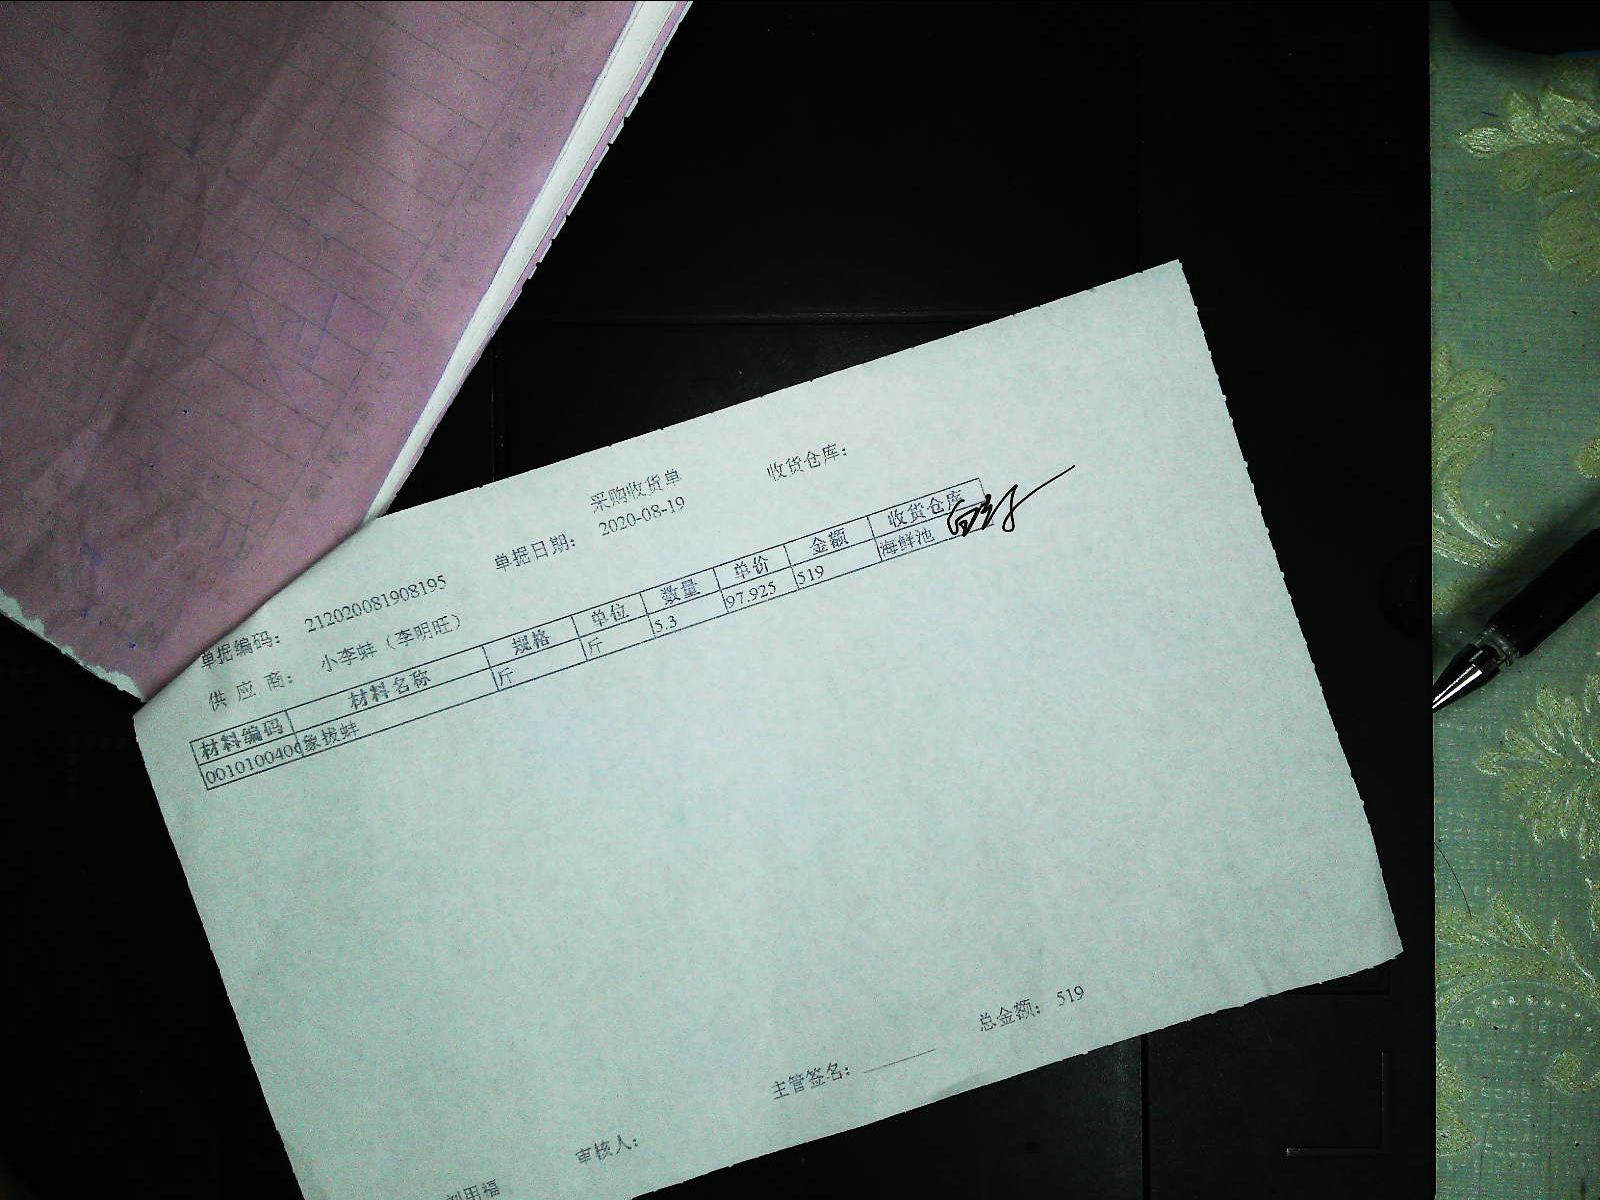 采购收货单
收货仓库：
单据编码： 212020081908195 单据日期： 2020-08-19
供 应 商： 小李蚌（李明旺）
材料编码 材料名称 规格 单位 数量 单价 金额 收货仓库
001010040 象拔蚌 斤 斤 5.3 97.925 519 海鲜池
总金额： 519
主管签名：
审核人：